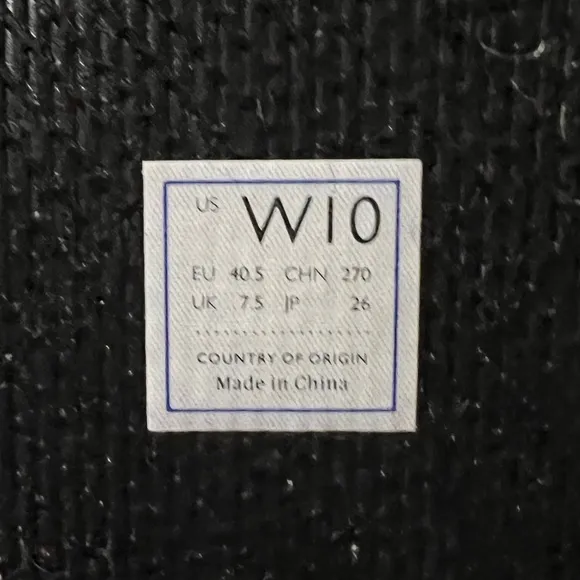 US W10
EU 40.5 CHN 270
UK 7.5 JP 26
COUNTRY OF ORIGIN
Made in China